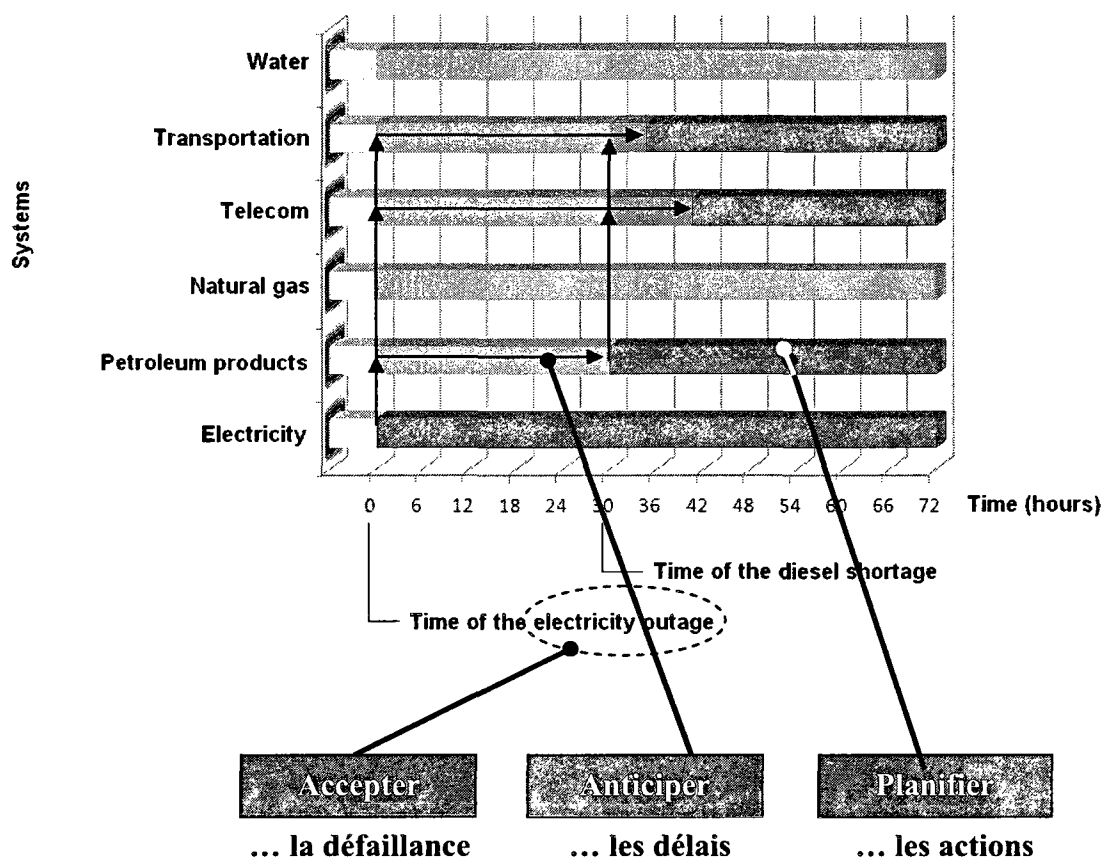 Systems
Water
Transportation
Telecom
Natural gas
Petroleum products
Electricity
0 6 12 18 24 30 36 42 48 54 60 66 72 Time (hours)
Time of the diesel shortage
Time of the electricity outage
Accepter Anticiper Planifier
... la défaillance ... les délais ... les actions